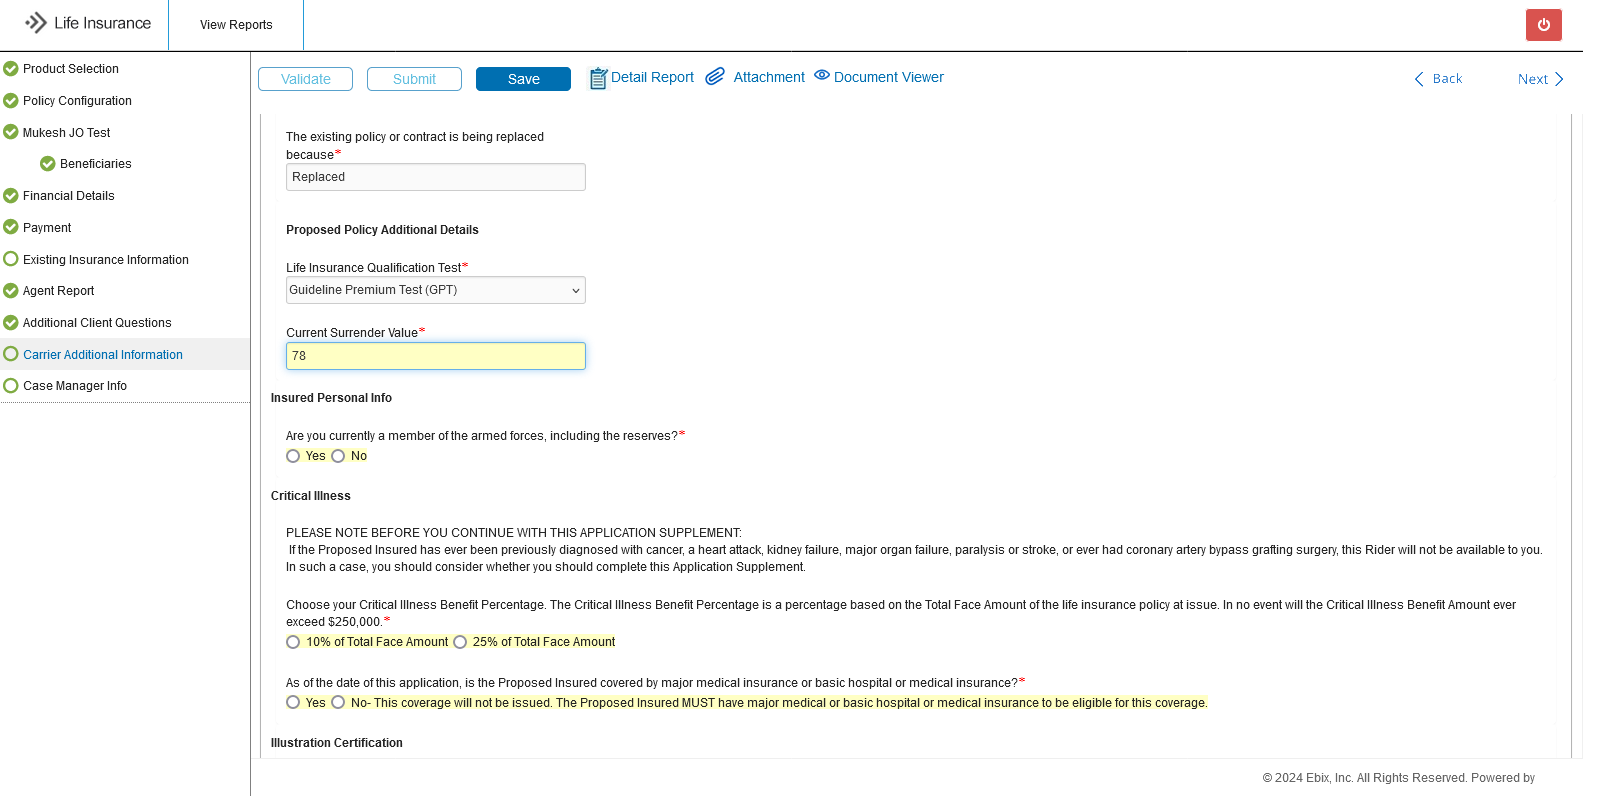 Life Insurance
View Reports
Product Selection
Policy Configuration
Mukesh JO Test
Beneficiaries
Financial Details
Payment
Existing Insurance Information
Agent Report
Additional Client Questions
Carrier Additional Information
Case Manager Info
Validate
Submit
Save
Detail Report
Attachment
Document Viewer
Back
Next
The existing policy or contract is being replaced
because*
Replaced
Proposed Policy Additional Details
Life Insurance Qualification Test*
Guideline Premium Test (GPT)
Current Surrender Value*
78
Insured Personal Info
Are you currently a member of the armed forces, including the reserves?*
Yes No
Critical Illness
PLEASE NOTE BEFORE YOU CONTINUE WITH THIS APPLICATION SUPPLEMENT:
If the Proposed Insured has ever been previously diagnosed with cancer, a heart attack, kidney failure, major organ failure, paralysis or stroke, or ever had coronary artery bypass grafting surgery, this Rider will not be available to you.
In such a case, you should consider whether you should complete this Application Supplement.
Choose your Critical Illness Benefit Percentage. The Critical Illness Benefit Percentage is a percentage based on the Total Face Amount of the life insurance policy at issue. In no event will the Critical Illness Benefit Amount ever
exceed $250,000.*
10% of Total Face Amount 25% of Total Face Amount
As of the date of this application, is the Proposed Insured covered by major medical insurance or basic hospital or medical insurance?*
Yes No- This coverage will not be issued. The Proposed Insured MUST have major medical or basic hospital or medical insurance to be eligible for this coverage.
Illustration Certification
© 2024 Ebix, Inc. All Rights Reserved. Powered by